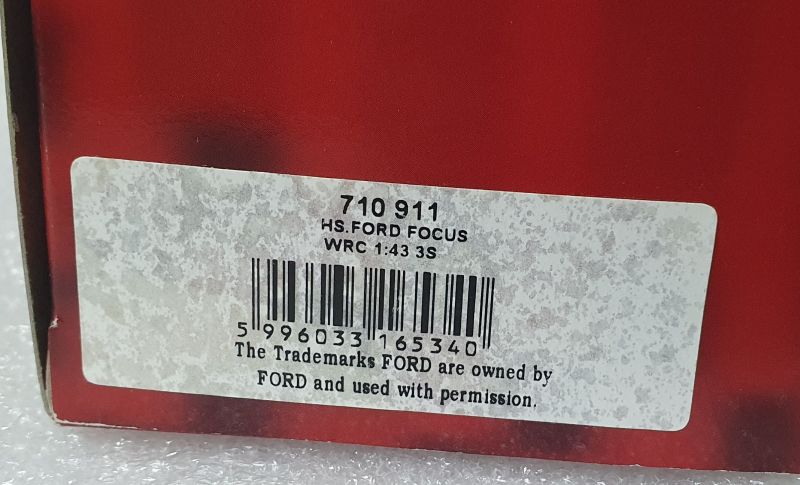 710 911
HS.FORD FOCUS
WRC 1:43 3S
5 996033 165340
The Trademarks FORD are owned by
FORD and used with permission.